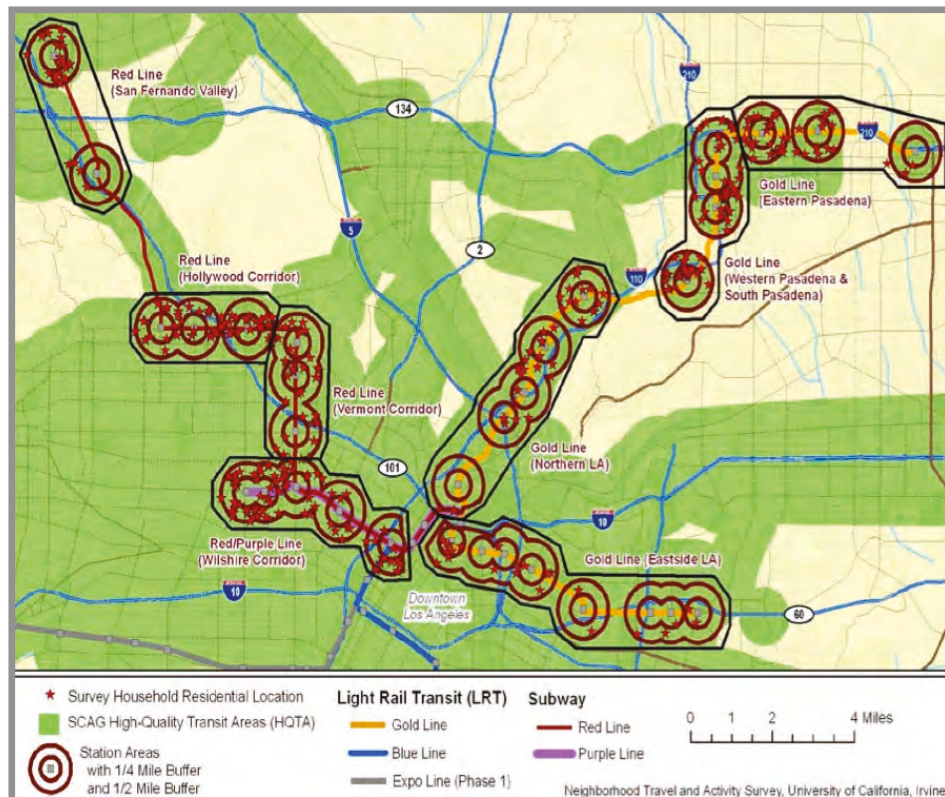 Red Line
(San Fernando Valley)
134
210
210
Gold Line
(Eastern Pasadena)
5
2
Red Line
(Hollywood Corridor)
110
Gold Line
(Western Pasadena &
South Pasadena)
Red Line
(Vermont Corridor)
Gold Line
(Northern LA)
101
10
Red/Purple Line
(Wilshire Corridor)
Gold Line (Eastside LA)
10
Downtown
Los Angeles
60
Survey Household Residential Location
SCAG High-Quality Transit Areas (HQTA)
Station Areas
with 1/4 Mile Buffer
and 1/2 Mile Buffer
Light Rail Transit (LRT)
Gold Line
Blue Line
Expo Line (Phase 1)
Subway
Red Line
Purple Line
0 1 2 4 Miles
Neighborhood Travel and Activity Survey, University of California, Irvine